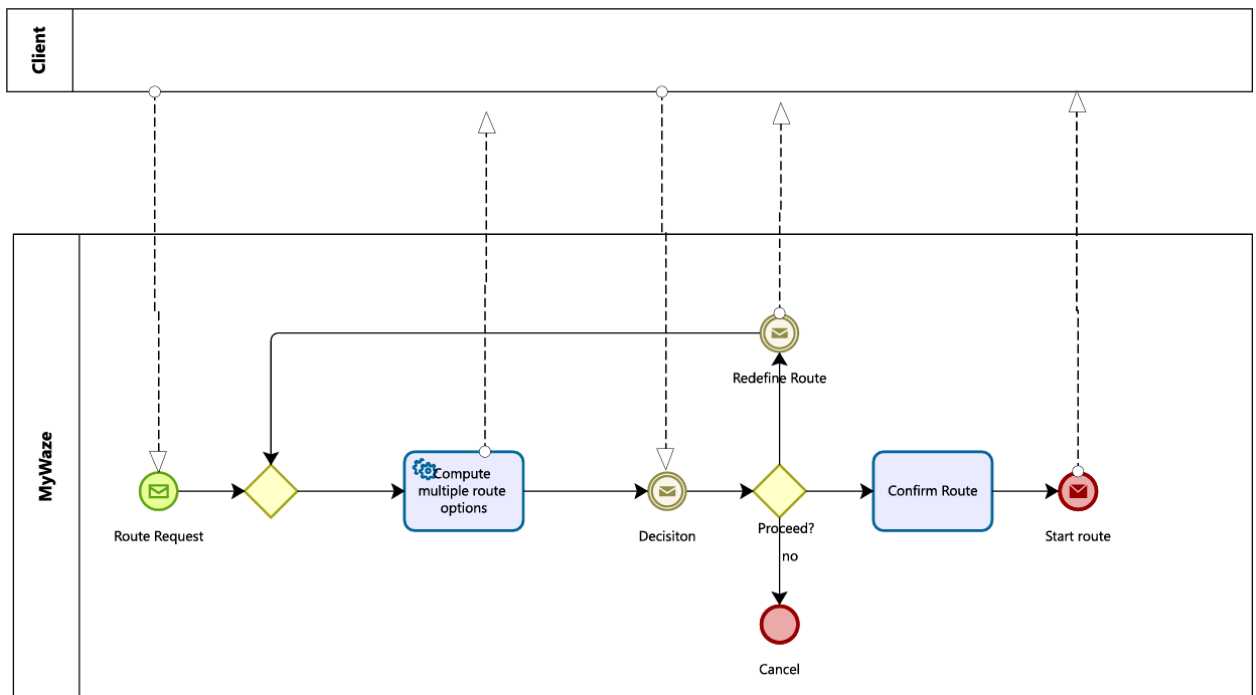 Client
MyWaze
Redefine Route
Compute
multiple route
options
Confirm Route
Route Request
Decisiton
Proceed?
Start route
no
Cancel